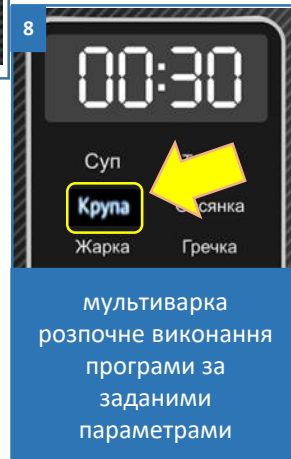 8
00:30
Суп
Крупа
Жарка Гречка
мультиварка
розпочне виконання
програми за
заданими
параметрами